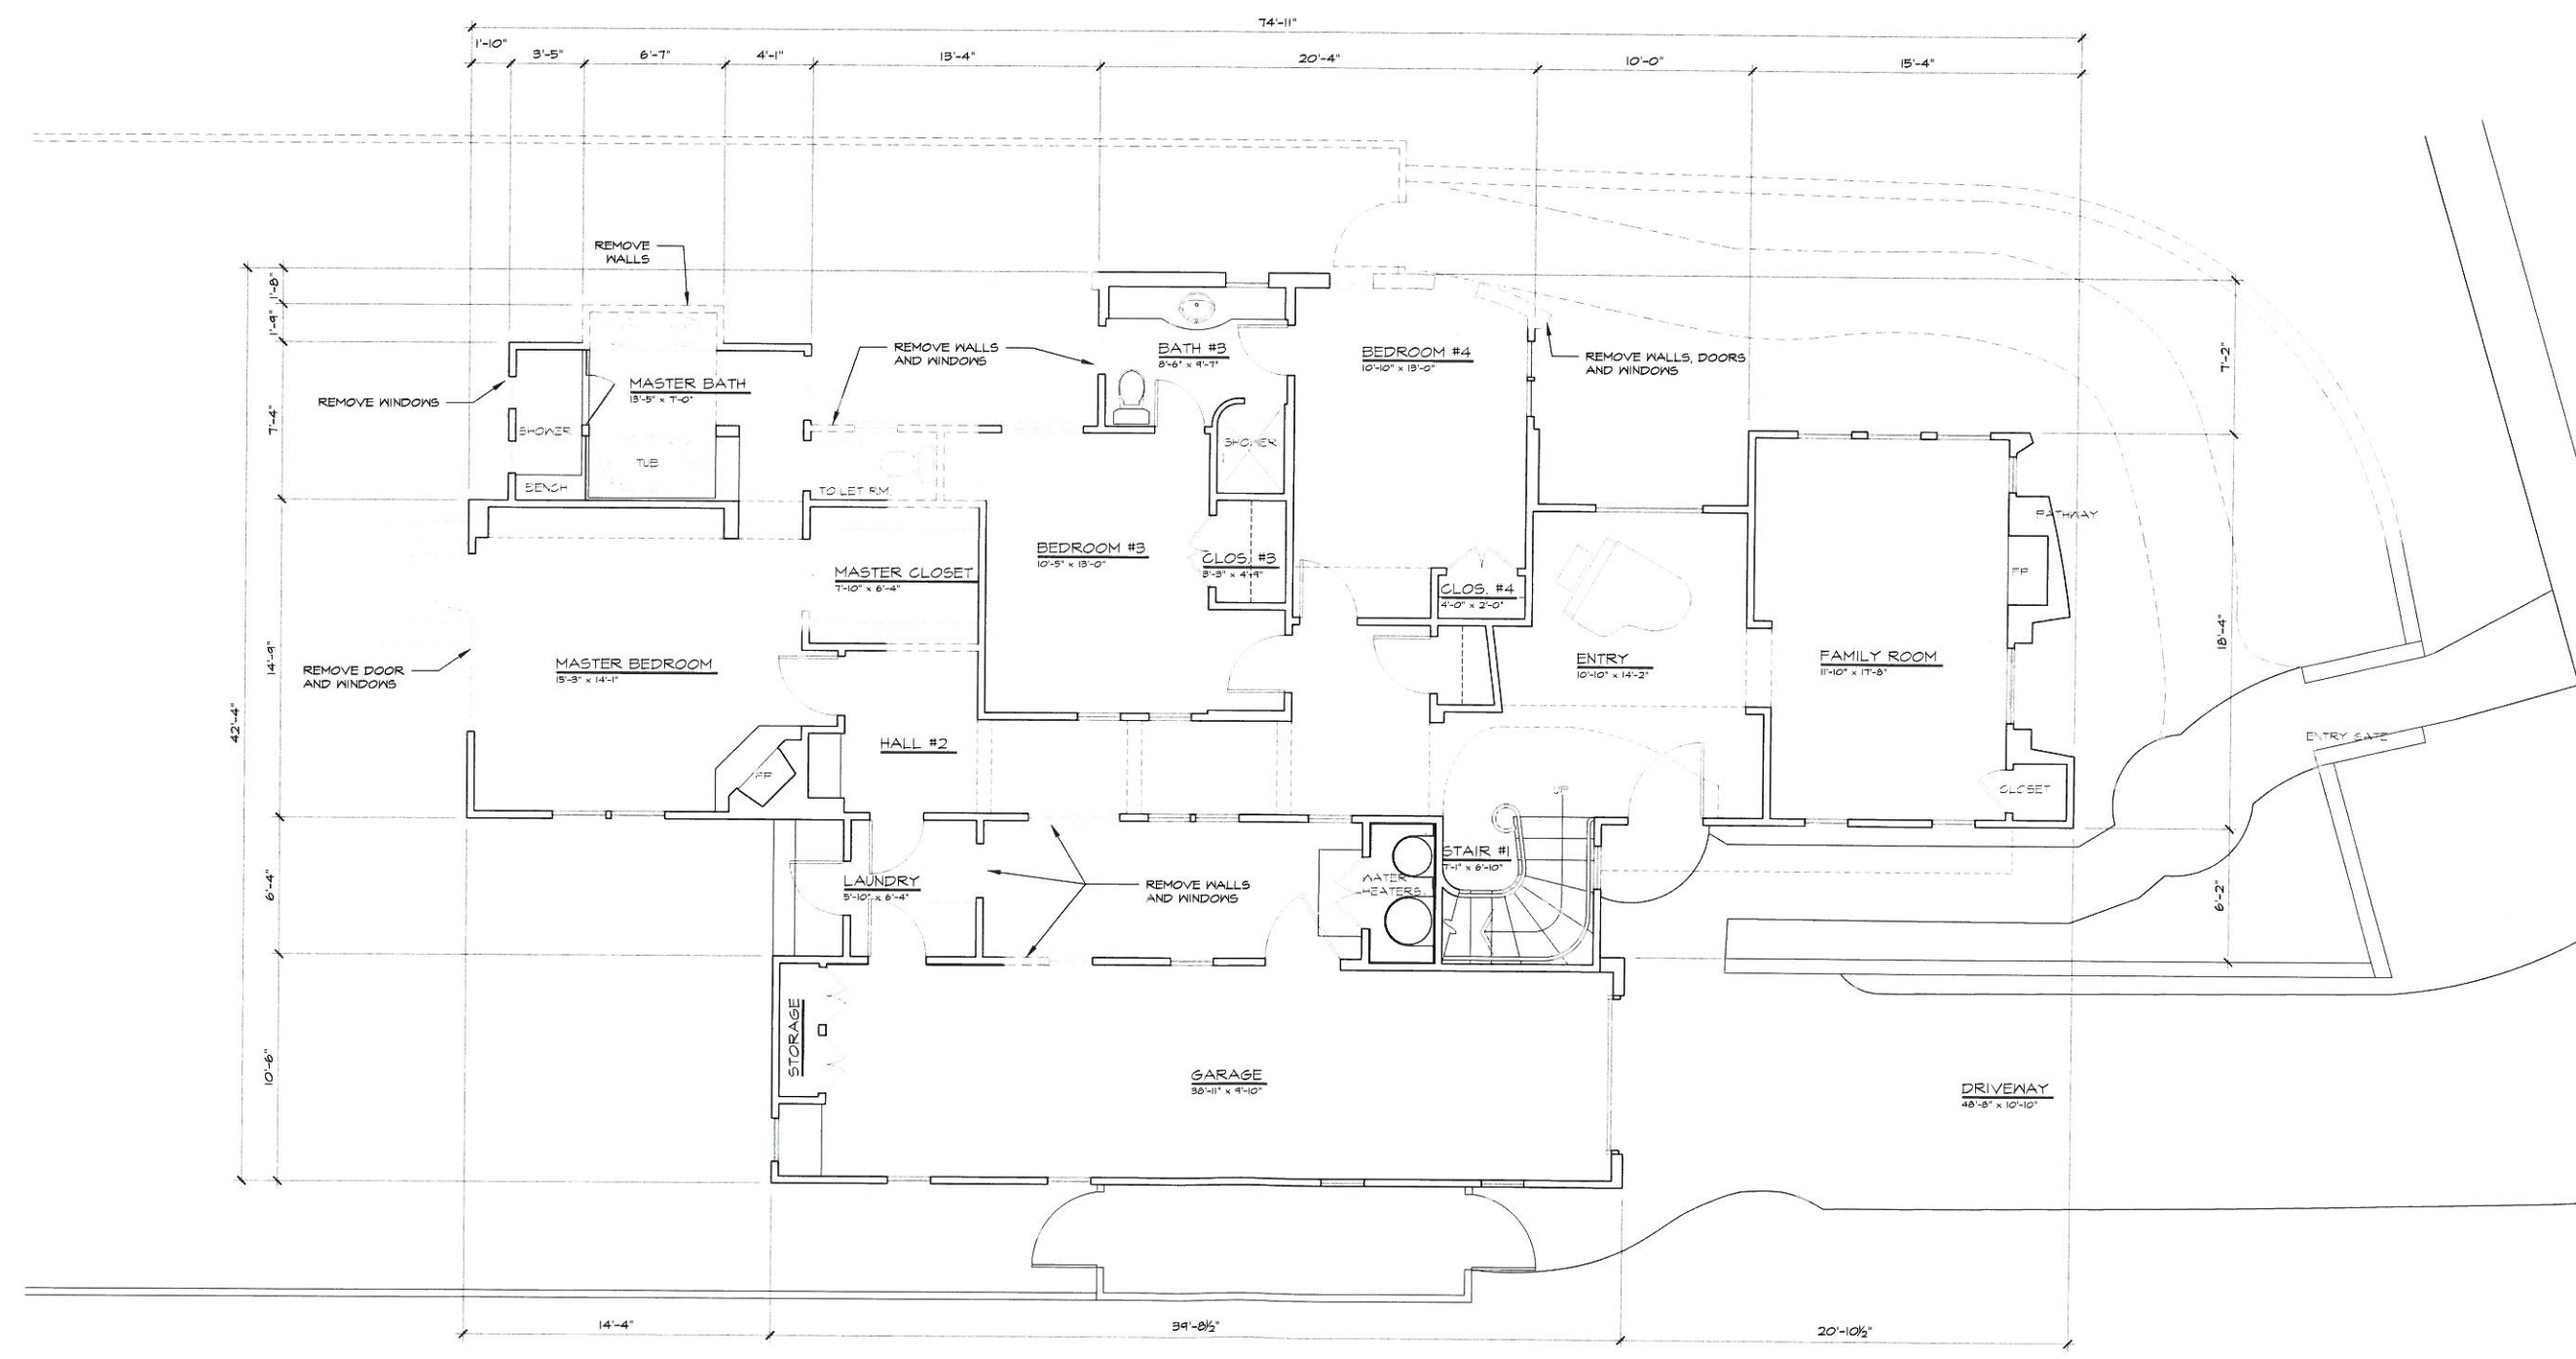 74'-11"
1'-10"
3'-5"
6'-7"
4'-1"
13'-4"
20'-4"
10'-0"
15'-4"
REMOVE
WALLS
1'-8"
1'-9"
7'-4"
14'-9"
42'-4"
6'-4"
10'-6"
REMOVE WINDOWS
SHOWER
BENCH
MASTER BATH
13'-5" x 7'-0"
TUB
REMOVE WALLS
AND WINDOWS
TOILET RM.
BATH #3
8'-6" x 9'-7"
SHOWER
BEDROOM #4
10'-10" x 13'-0"
REMOVE WALLS, DOORS
AND WINDOWS
7'-2"
PATHWAY
FP
BEDROOM #3
10'-5" x 13'-0"
CLOS. #3
3'-3" x 4'-9"
CLOS. #4
4'-0" x 2'-0"
MASTER CLOSET
7'-10" x 6'-4"
REMOVE DOOR
AND WINDOWS
MASTER BEDROOM
15'-3" x 14'-1"
ENTRY
10'-10" x 14'-2"
FAMILY ROOM
11'-10" x 17'-8"
18'-4"
HALL #2
FP
ENTRY GATE
CLOSET
UP
STAIR #1
7'-1" x 6'-10"
WATER
HEATERS
LAUNDRY
5'-10" x 6'-4"
REMOVE WALLS
AND WINDOWS
6'-2"
STORAGE
GARAGE
38'-11" x 9'-10"
DRIVEWAY
48'-8" x 10'-10"
14'-4"
39'-8½"
20'-10½"